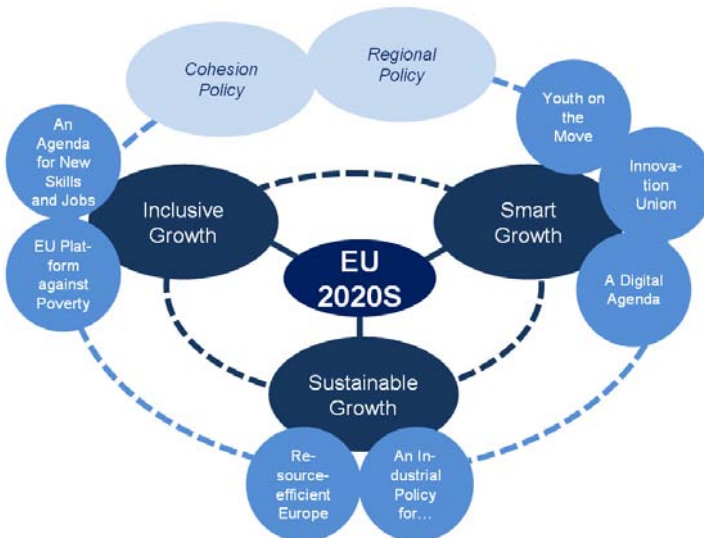 Cohesion
Policy
Regional
Policy
Youth on
the
Move
An
Agenda
for New
Skills
and Jobs
Innova-
tion
Union
Inclusive
Growth
Smart
Growth
EU Plat-
form
against
Poverty
EU
2020S
A Digital
Agenda
Sustainable
Growth
Re-
source-
efficient
Europe
An In-
dustrial
Policy
for...